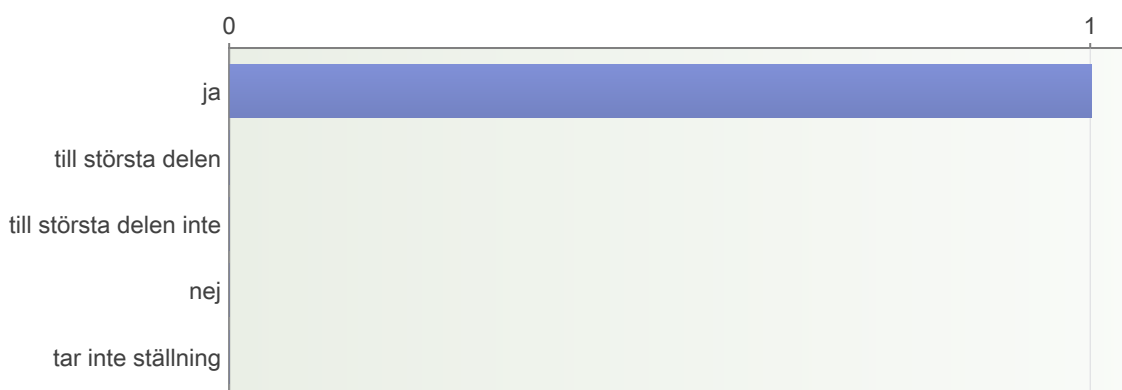 0 1
ja
till största delen
till största delen inte
nej
tar inte ställning